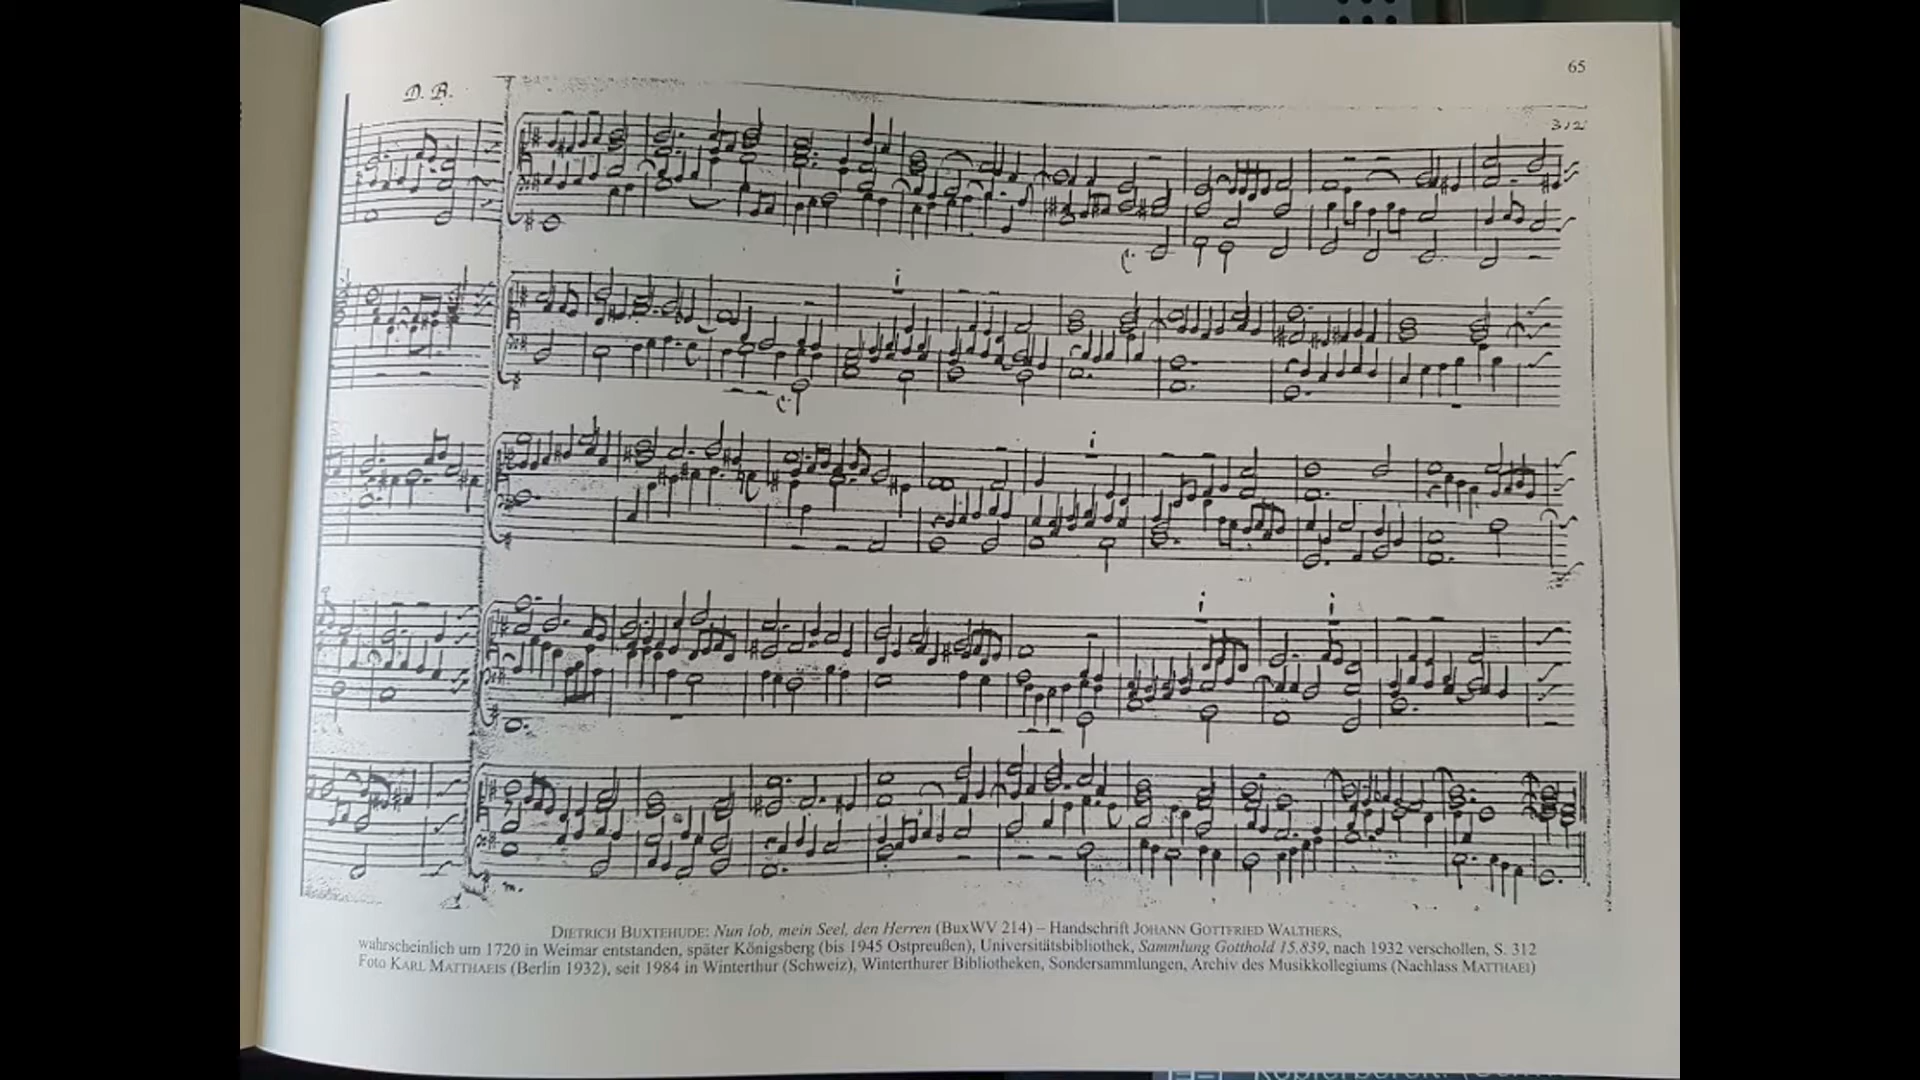 65
D. B.
312
i
i
i
i
m.
DIETRICH BUXTEHUDE: Nun lob, mein Seel, den Herren (BuxWV 214) – Handschrift JOHANN GOTTFRIED WALTHERS,
wahrscheinlich um 1720 in Weimar entstanden, später Königsberg (bis 1945 Ostpreußen), Universitätsbibliothek, Sammlung Gotthold 15.839, nach 1932 verschollen, S. 312
Foto KARL MATTHAEIS (Berlin 1932), seit 1984 in Winterthur (Schweiz), Winterthurer Bibliotheken, Sondersammlungen, Archiv des Musikkollegiums (Nachlass MATTHAEI)